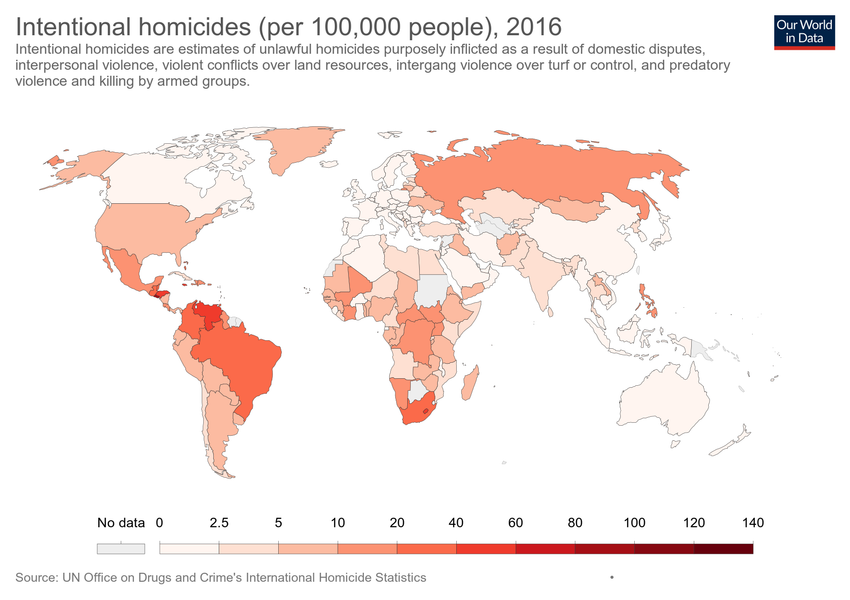 Intentional homicides (per 100,000 people), 2016
Our World
in Data
Intentional homicides are estimates of unlawful homicides purposely inflicted as a result of domestic disputes,
interpersonal violence, violent conflicts over land resources, intergang violence over turf or control, and predatory
violence and killing by armed groups.
No data 0 2.5 5 10 20 40 60 80 100 120 140
Source: UN Office on Drugs and Crime's International Homicide Statistics •